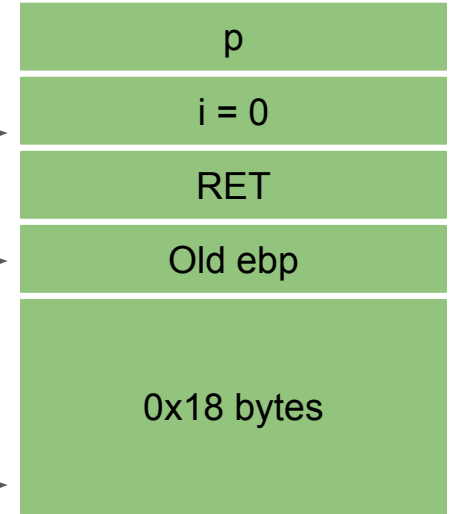 p
i = 0
RET
Old ebp
0x18 bytes